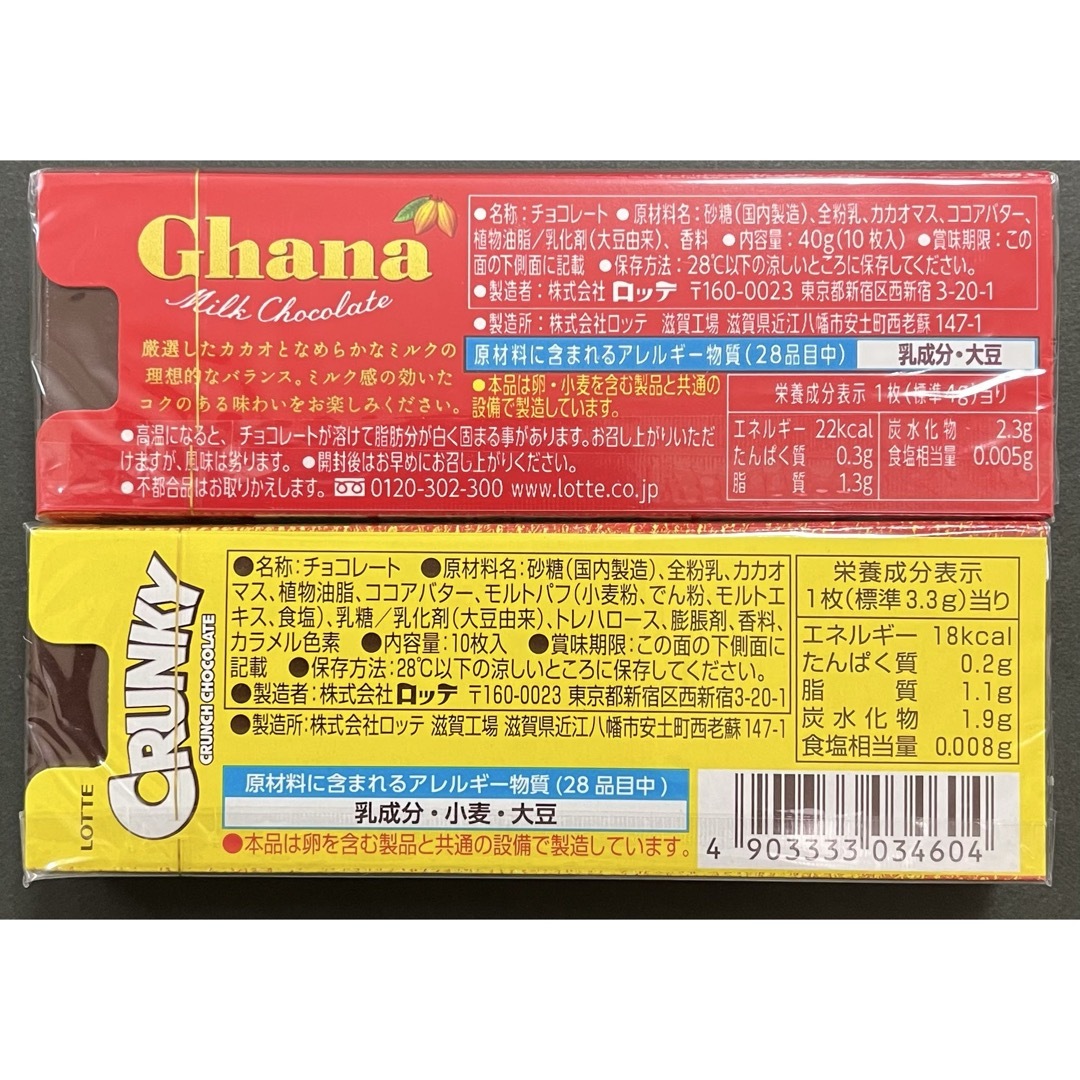 Ghana
Milk Chocolate
厳選したカカオとなめらかなミルクの
理想的なバランス。ミルク感の効いた
コクのある味わいをお楽しみください。
●名称：チョコレート ●原材料名：砂糖(国内製造)、全粉乳、カカオマス、ココアバター、
植物油脂／乳化剤(大豆由来)、香料 ●内容量：40g(10枚入) ●賞味期限：この
面の下側面に記載 ●保存方法：28℃以下の涼しいところに保存してください。
●製造者：株式会社ロッテ 〒160-0023 東京都新宿区西新宿3-20-1
●製造所：株式会社ロッテ 滋賀工場 滋賀県近江八幡市安土町西老蘇147-1
原材料に含まれるアレルギー物質(28品目中) 乳成分・大豆
●本品は卵・小麦を含む製品と共通の
設備で製造しています。
栄養成分表示 1枚(標準4g)当り
エネルギー 22kcal 炭水化物 2.3g
たんぱく質 0.3g 食塩相当量 0.005g
脂質 1.3g
●高温になると、チョコレートが溶けて脂肪分が白く固まる事があります。お召し上がりいただ
けますが、風味は劣ります。 ●開封後はお早めにお召し上がりください。
●不都合品はお取りかえします。 0120-302-300 www.lotte.co.jp
LOTTE
CRUNKY
CRUNCH CHOCOLATE
●名称：チョコレート ●原材料名：砂糖(国内製造)、全粉乳、カカオ
マス、植物油脂、ココアバター、モルトパフ(小麦粉、でん粉、モルトエ
キス、食塩)、乳糖／乳化剤(大豆由来)、トレハロース、膨脹剤、香料、
カラメル色素 ●内容量：10枚入 ●賞味期限：この面の下側面に
記載 ●保存方法：28℃以下の涼しいところに保存してください。
●製造者：株式会社ロッテ 〒160-0023 東京都新宿区西新宿3-20-1
●製造所：株式会社ロッテ 滋賀工場 滋賀県近江八幡市安土町西老蘇147-1
栄養成分表示
1枚(標準3.3g)当り
エネルギー 18kcal
たんぱく質 0.2g
脂質 1.1g
炭水化物 1.9g
食塩相当量 0.008g
原材料に含まれるアレルギー物質(28品目中)
乳成分・小麦・大豆
●本品は卵を含む製品と共通の設備で製造しています。
4 903333 034604